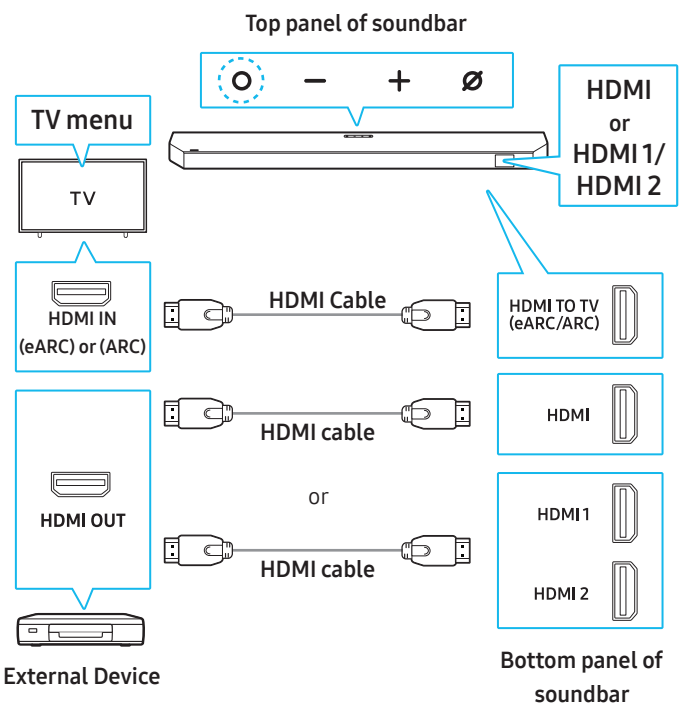 Top panel of soundbar
TV menu
HDMI
or
HDMI 1/
HDMI 2
TV
HDMI IN
(eARC) or (ARC)
HDMI Cable
HDMI TO TV
(eARC/ARC)
HDMI cable
HDMI
HDMI OUT
or
HDMI 1
HDMI cable
HDMI 2
External Device
Bottom panel of
soundbar